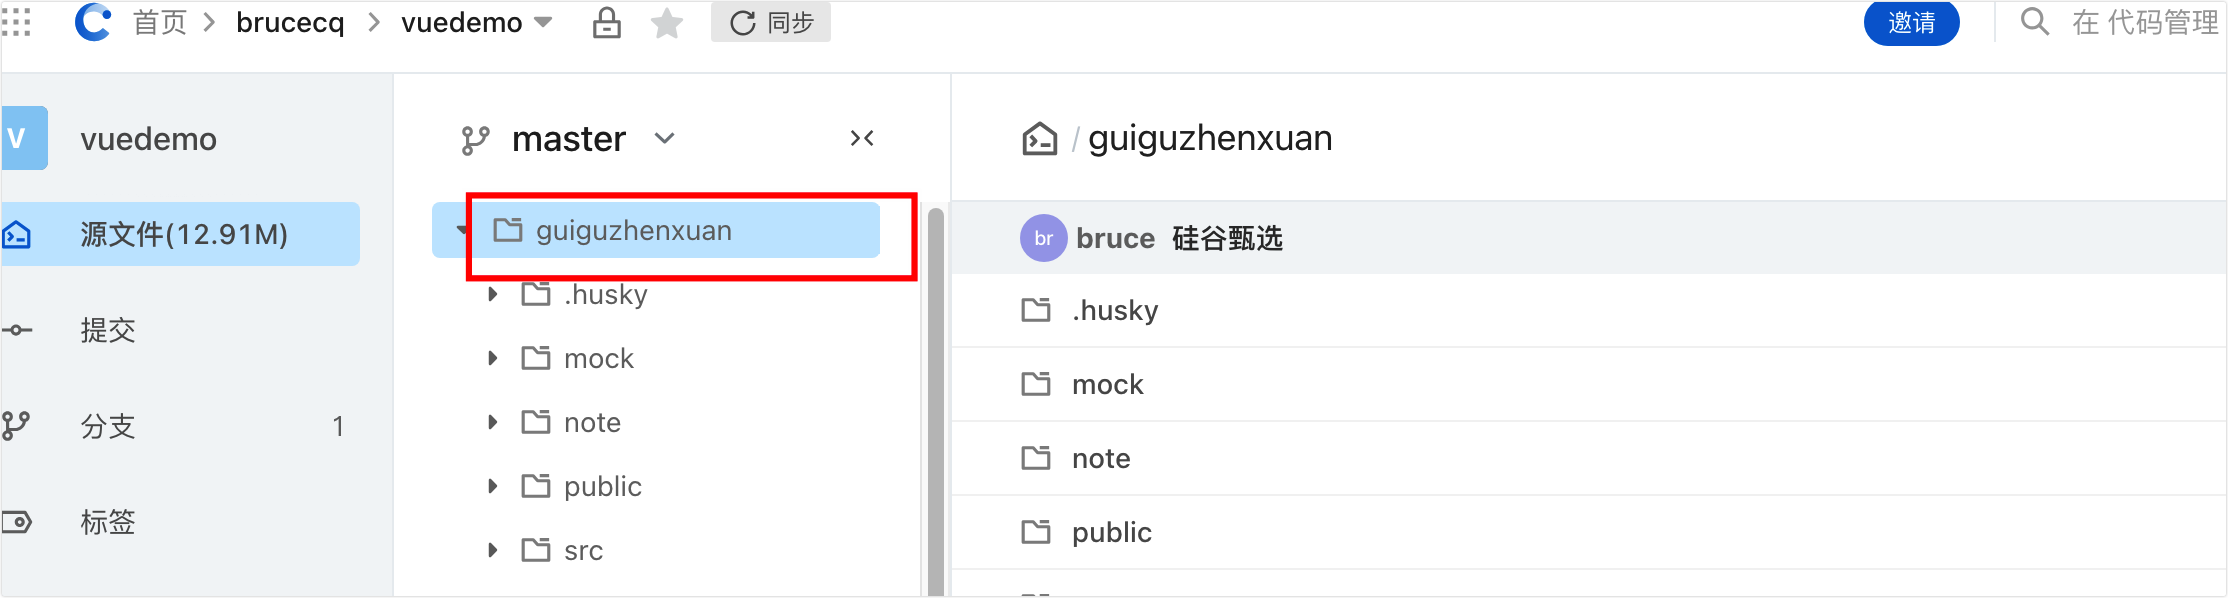 首页 > brucecq > vuedemo 同步 邀请 在 代码管理
V vuedemo
源文件(12.91M)
提交
分支 1
标签
master
guiguzhenxuan
.husky
mock
note
public
src
/ guiguzhenxuan
br bruce 硅谷甄选
.husky
mock
note
public